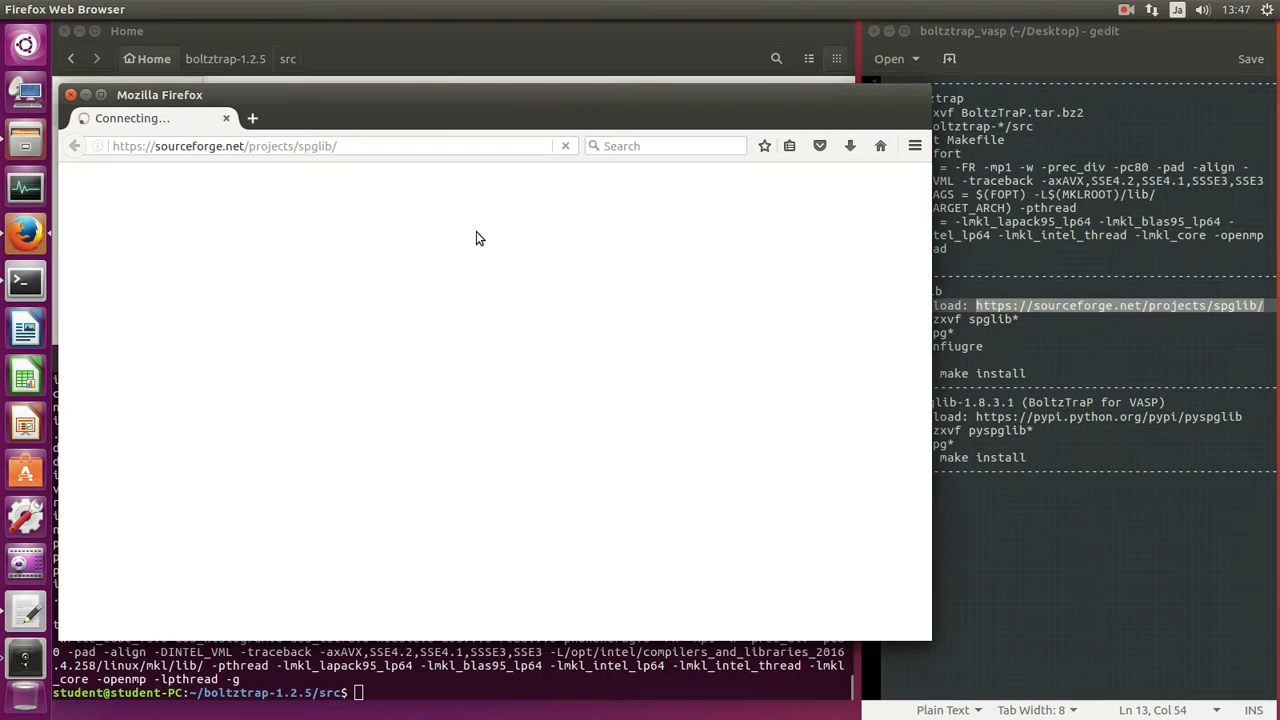 Firefox Web Browser
Ja
13:47
Home
boltztrap_vasp (~/Desktop) - gedit
Home
boltztrap-1.2.5
src
Open
Save
Mozilla Firefox
Connecting...
https://sourceforge.net/projects/spglib/
Search
ztrap
xvf BoltzTraP.tar.bz2
oltztrap-*/src
t Makefile
fort
= -FR -mp1 -w -prec_div -pc80 -pad -align -
VML -traceback -axAVX,SSE4.2,SSE4.1,SSSE3,SSE3
AGS = $(FOPT) -L$(MKLROOT)/lib/
ARGET_ARCH) -pthread
= -lmkl_lapack95_lp64 -lmkl_blas95_lp64 -
tel_lp64 -lmkl_intel_thread -lmkl_core -openmp
ad
ib
load: https://sourceforge.net/projects/spglib/
zxvf spglib*
pg*
nfiugre
make install
glib-1.8.3.1 (BoltzTraP for VASP)
load: https://pypi.python.org/pypi/pyspglib
zxvf pyspglib*
pg*
make install
0 -pad -align -DINTEL_VML -traceback -axAVX,SSE4.2,SSE4.1,SSSE3,SSE3 -L/opt/intel/compilers_and_libraries_2016
.4.258/linux/mkl/lib/ -pthread -lmkl_lapack95_lp64 -lmkl_blas95_lp64 -lmkl_intel_lp64 -lmkl_intel_thread -lmkl
_core -openmp -lpthread -g
student@student-PC:~/boltztrap-1.2.5/src$
Plain Text
Tab Width: 8
Ln 13, Col 54
INS